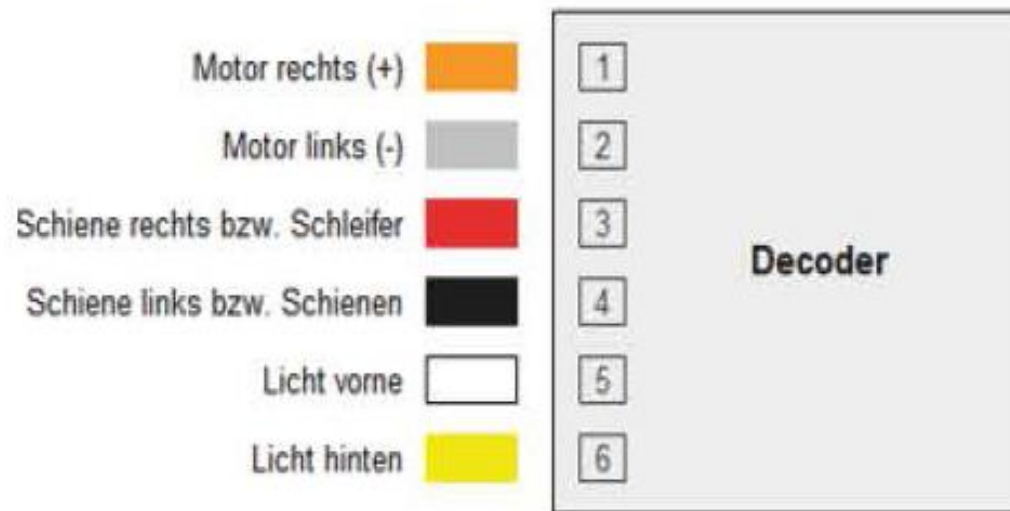 Motor rechts (+) 1
Motor links (-) 2
Schiene rechts bzw. Schleifer 3
Decoder
Schiene links bzw. Schienen 4
Licht vorne 5
Licht hinten 6